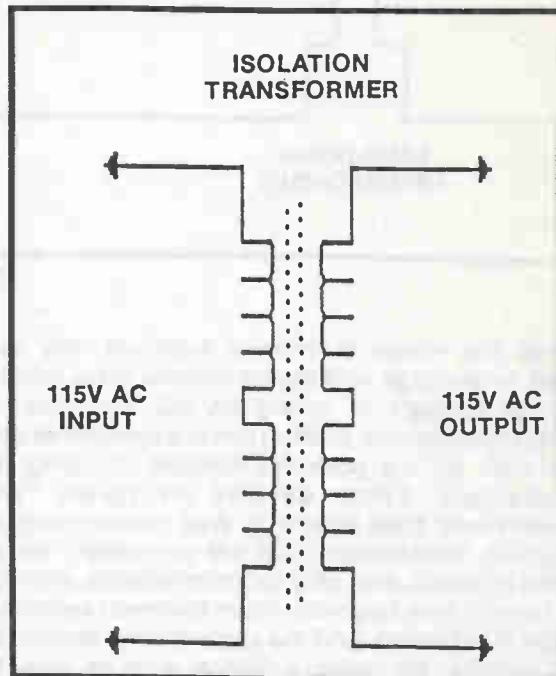 ISOLATION
TRANSFORMER
115V AC
INPUT
115V AC
OUTPUT